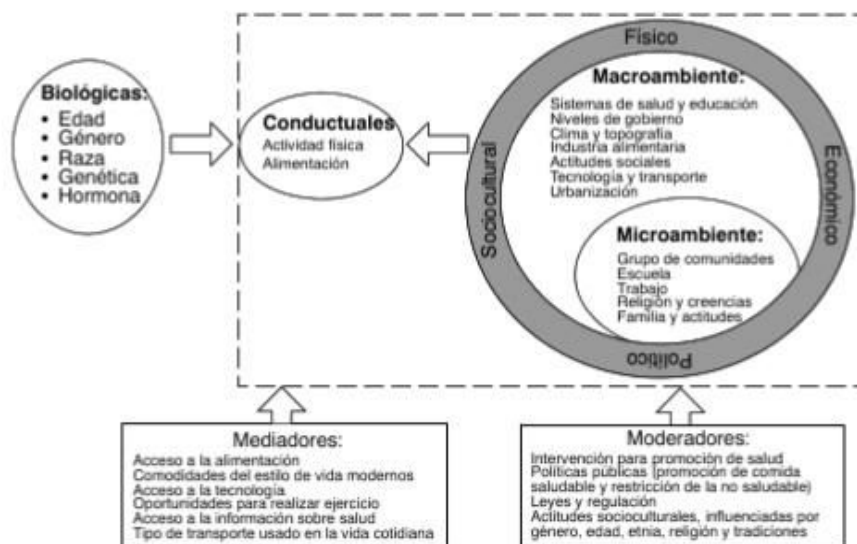 Físico
Macroambiente:
Sistemas de salud y educación
Niveles de gobierno
Clima y topografía
Industria alimentaria
Actitudes sociales
Tecnología y transporte
Urbanización
Biológicas:
• Edad
• Género
• Raza
• Genética
• Hormona
Conductuales
Actividad física
Alimentación
Sociocultural
Económico
Microambiente:
Grupo de comunidades
Escuela
Trabajo
Religión y creencias
Familia y actitudes
Político
Mediadores:
Acceso a la alimentación
Comodidades del estilo de vida modernos
Acceso a la tecnología
Oportunidades para realizar ejercicio
Acceso a la información sobre salud
Tipo de transporte usado en la vida cotidiana
Moderadores:
Intervención para promoción de salud
Políticas públicas (promoción de comida
saludable y restricción de la no saludable)
Leyes y regulación
Actitudes socioculturales, influenciadas por
género, edad, etnia, religión y tradiciones